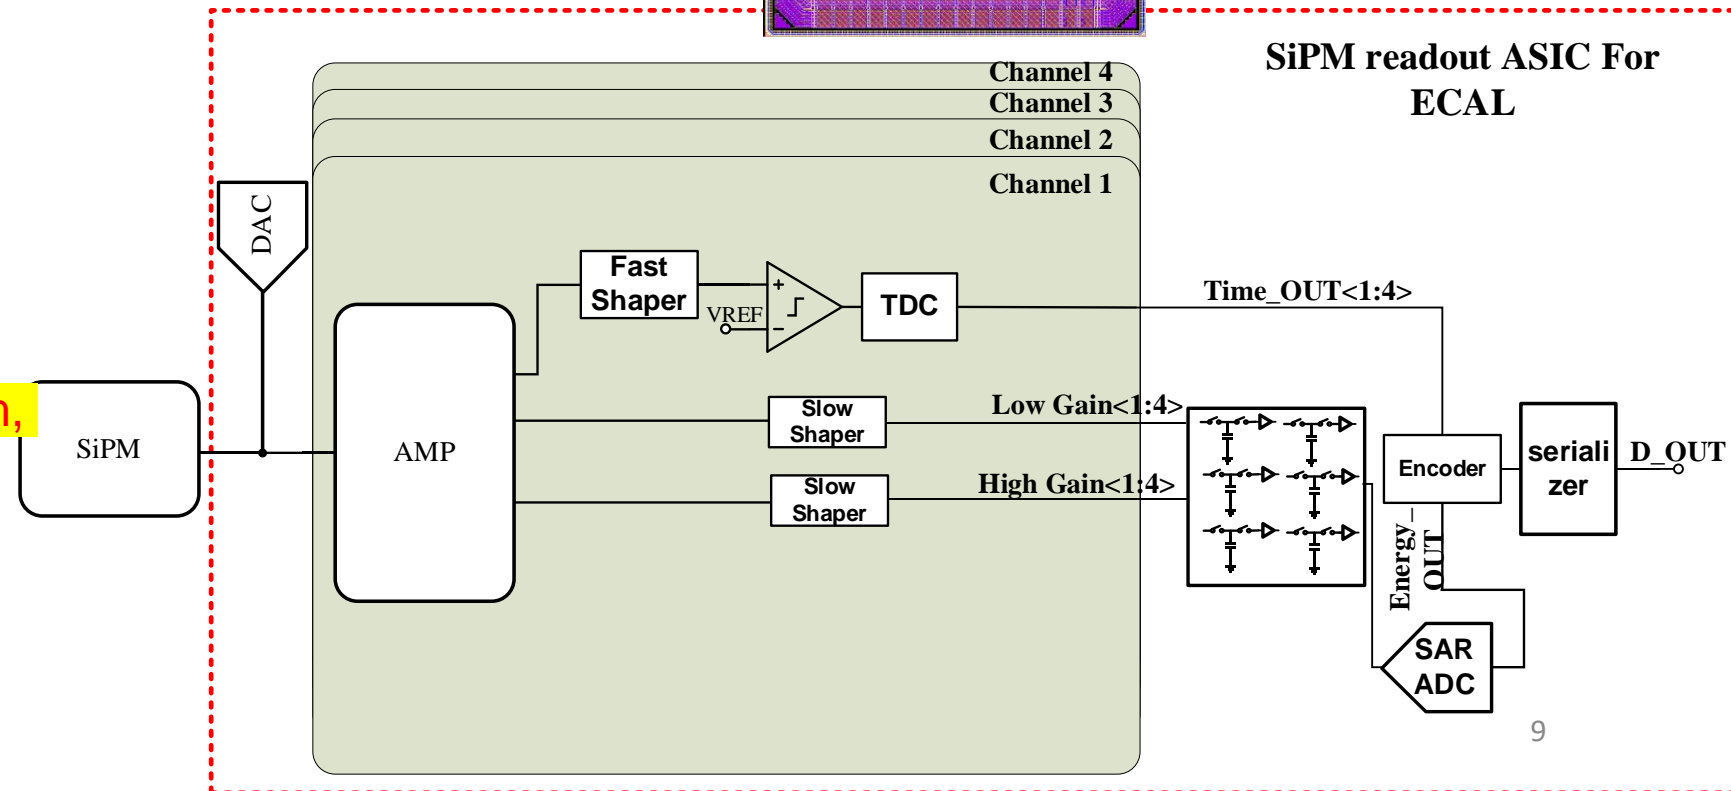 SiPM readout ASIC For
ECAL
Channel 4
Channel 3
Channel 2
Channel 1
DAC
Fast
Shaper
VREF
+
−
TDC
Time_OUT<1:4>
SiPM
AMP
Slow
Shaper
Low Gain<1:4>
Slow
Shaper
High Gain<1:4>
Encoder
seriali
zer
D_OUT
Energy_
OUT
SAR
ADC
9